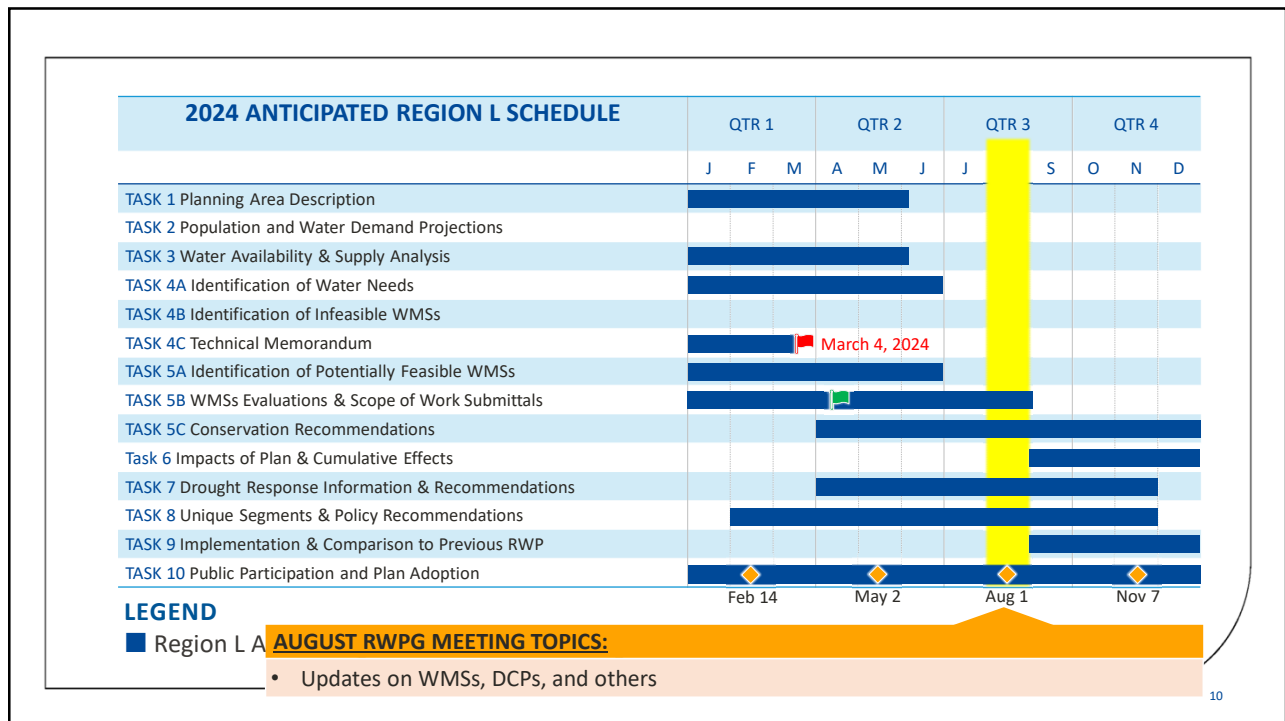 2024 ANTICIPATED REGION L SCHEDULE
QTR 1 QTR 2 QTR 3 QTR 4
J F M A M J J S O N D
TASK 1 Planning Area Description
TASK 2 Population and Water Demand Projections
TASK 3 Water Availability & Supply Analysis
TASK 4A Identification of Water Needs
TASK 4B Identification of Infeasible WMSs
TASK 4C Technical Memorandum March 4, 2024
TASK 5A Identification of Potentially Feasible WMSs
TASK 5B WMSs Evaluations & Scope of Work Submittals
TASK 5C Conservation Recommendations
Task 6 Impacts of Plan & Cumulative Effects
TASK 7 Drought Response Information & Recommendations
TASK 8 Unique Segments & Policy Recommendations
TASK 9 Implementation & Comparison to Previous RWP
TASK 10 Public Participation and Plan Adoption
Feb 14 May 2 Aug 1 Nov 7
LEGEND
Region L A
AUGUST RWPG MEETING TOPICS:
• Updates on WMSs, DCPs, and others
10